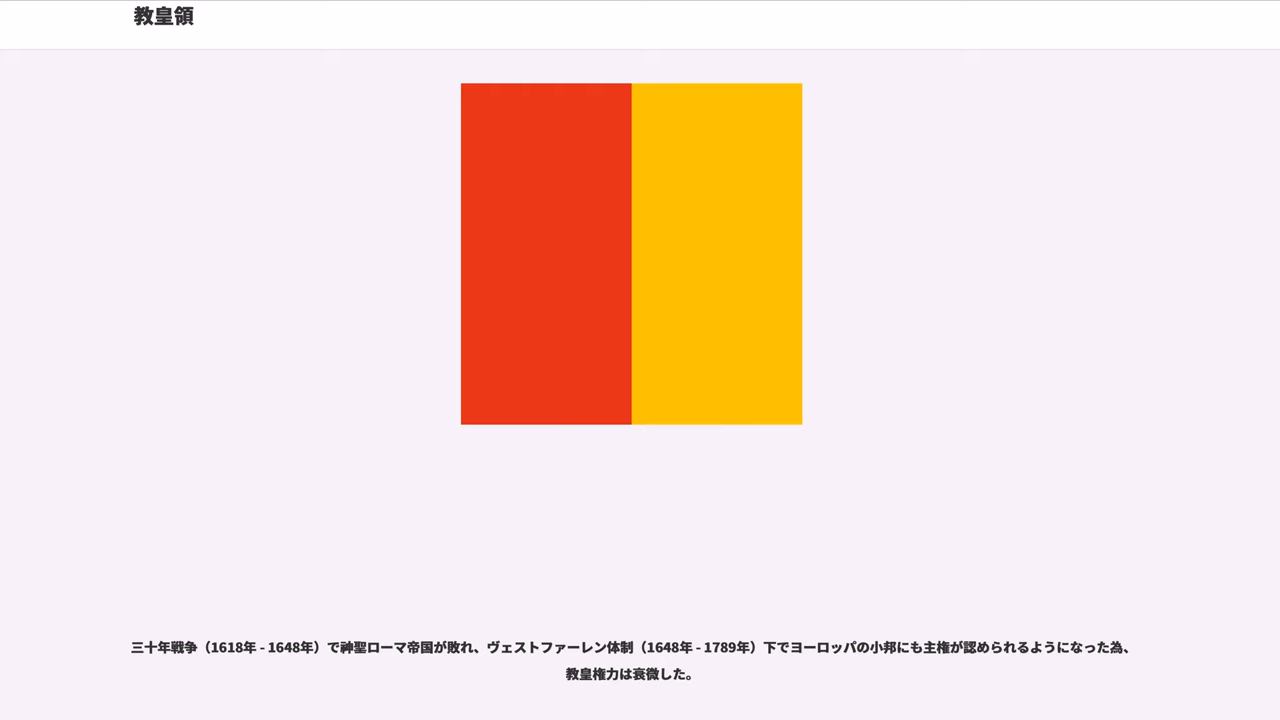 教皇領
三十年戦争（1618年 - 1648年）で神聖ローマ帝国が敗れ、ヴェストファーレン体制（1648年 - 1789年）下でヨーロッパの小邦にも主権が認められるようになった為、
教皇権力は衰微した。